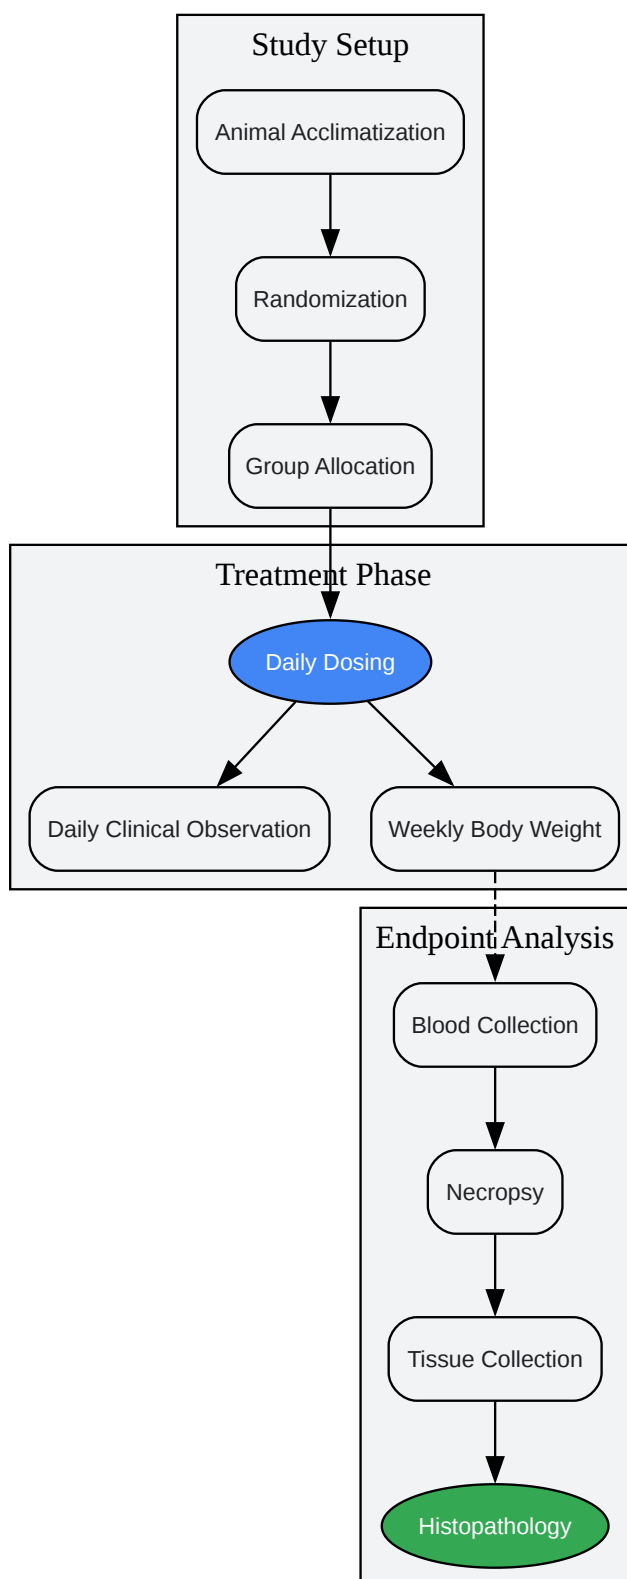 Study Setup
Animal Acclimatization
Randomization
Group Allocation
Treatment Phase
Daily Dosing
Daily Clinical Observation
Weekly Body Weight
Endpoint Analysis
Blood Collection
Necropsy
Tissue Collection
Histopathology